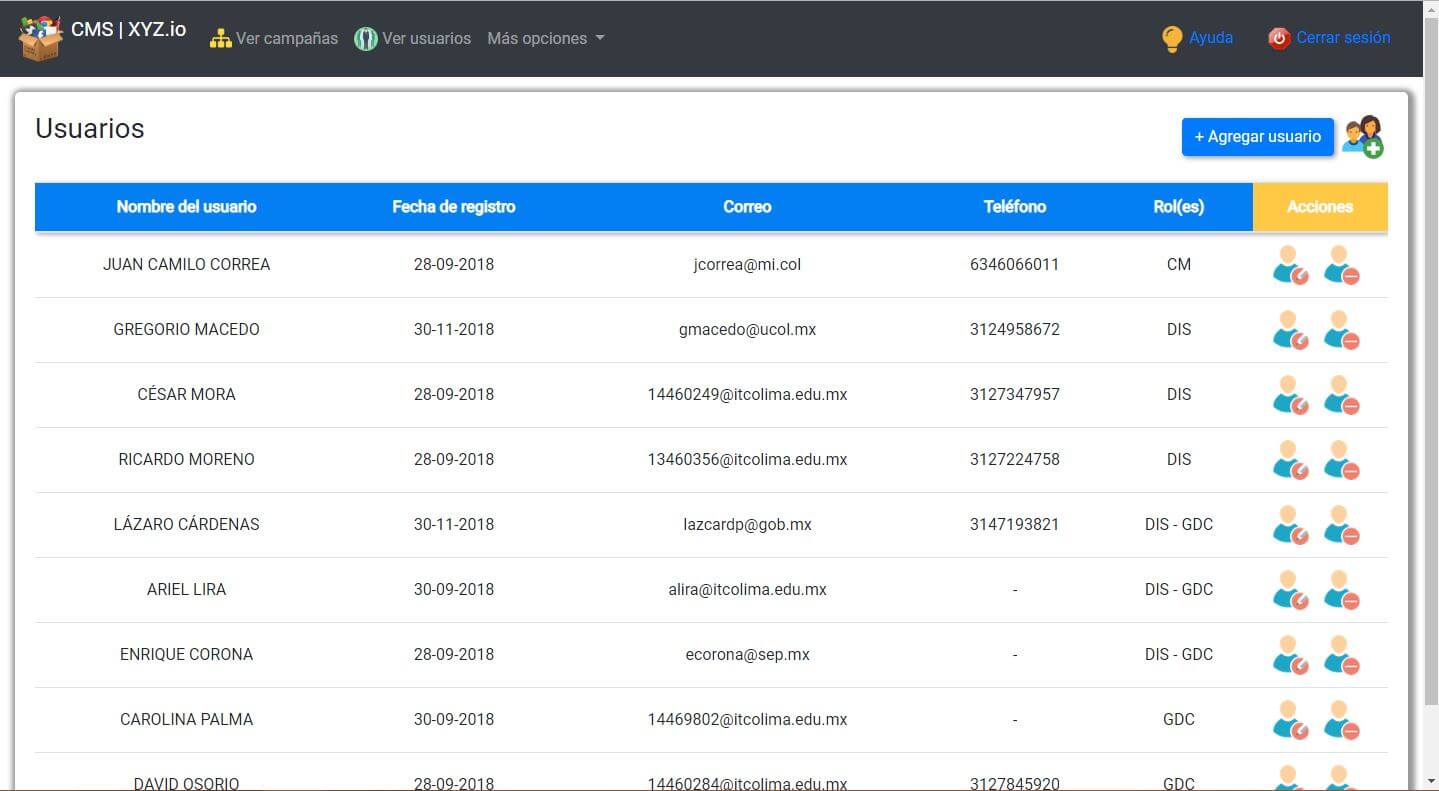 CMS | XYZ.io Ver campañas Ver usuarios Más opciones Ayuda Cerrar sesión
Usuarios
+ Agregar usuario
Nombre del usuario Fecha de registro Correo Teléfono Rol(es) Acciones
JUAN CAMILO CORREA 28-09-2018 jcorrea@mi.col 6346066011 CM
GREGORIO MACEDO 30-11-2018 gmacedo@ucol.mx 3124958672 DIS
CÉSAR MORA 28-09-2018 14460249@itcolima.edu.mx 3127347957 DIS
RICARDO MORENO 28-09-2018 13460356@itcolima.edu.mx 3127224758 DIS
LÁZARO CÁRDENAS 30-11-2018 lazcardp@gob.mx 3147193821 DIS - GDC
ARIEL LIRA 30-09-2018 alira@itcolima.edu.mx - DIS - GDC
ENRIQUE CORONA 28-09-2018 ecorona@sep.mx - DIS - GDC
CAROLINA PALMA 30-09-2018 14469802@itcolima.edu.mx - GDC
DAVID OSORIO 28-09-2018 14460284@itcolima.edu.mx 3127845920 GDC